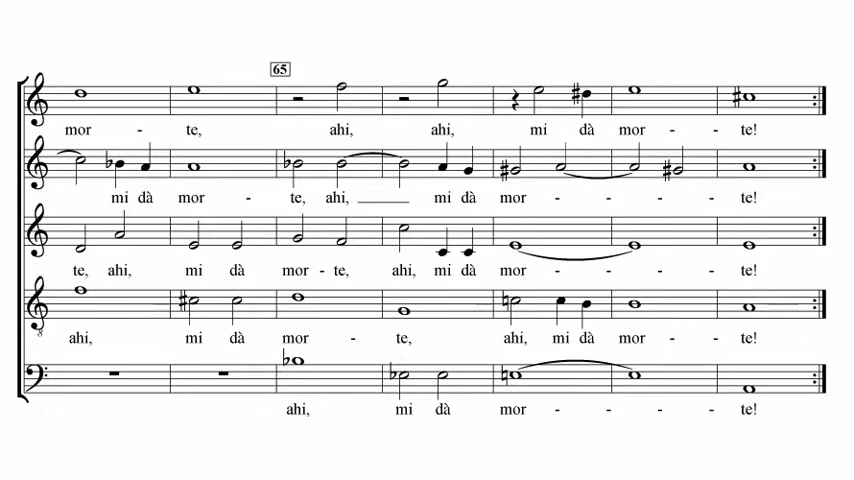 65
mor - te, ahi, ahi, mi dà mor - - - te!
mi dà mor - te, ahi, mi dà mor - - - te!
te, ahi, mi dà mor - te, ahi, mi dà mor - - - te!
8
ahi, mi dà mor - te, ahi, mi dà mor - - te!
ahi, mi dà mor - - - te!